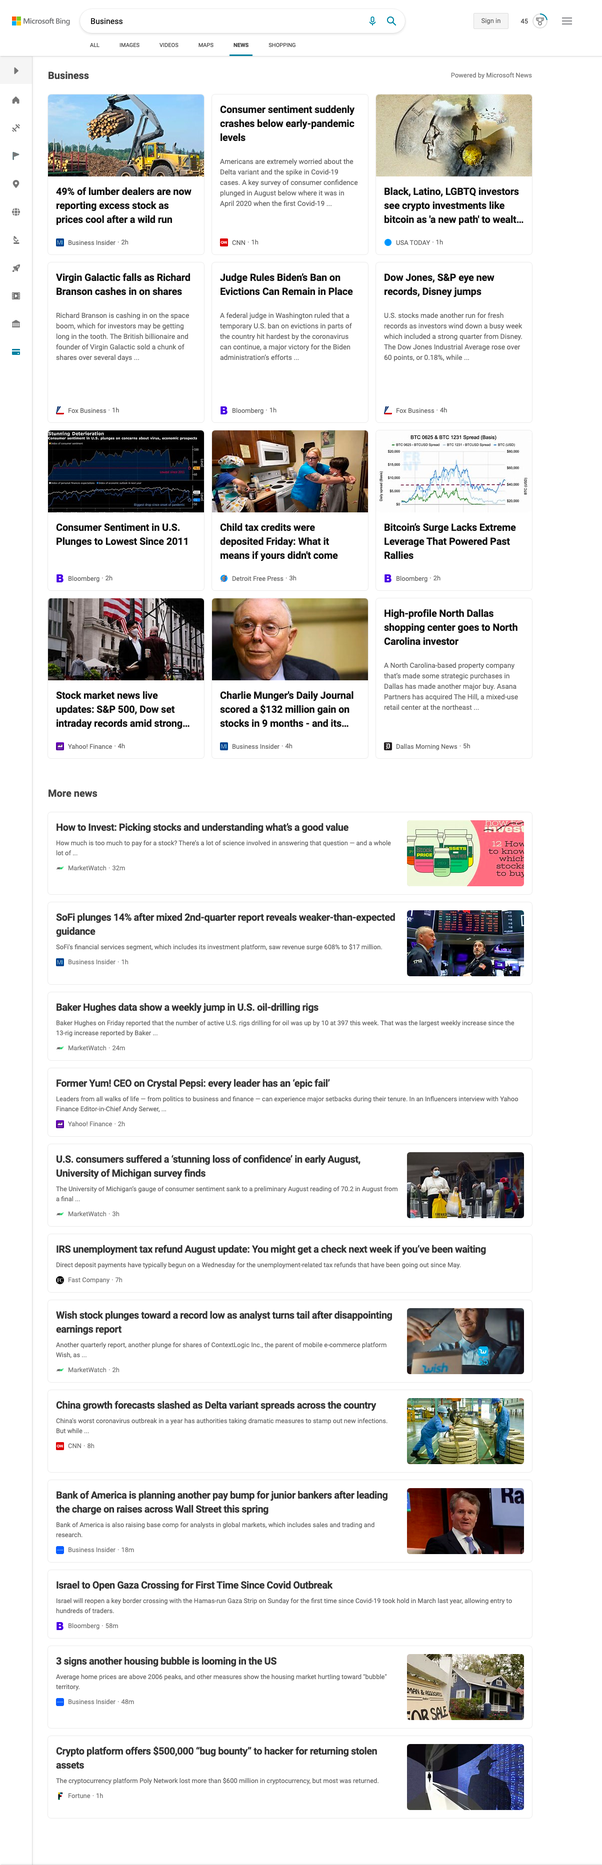 Microsoft Bing
Business
Sign in
45
ALL
IMAGES
VIDEOS
MAPS
NEWS
SHOPPING
Business
Powered by Microsoft News
49% of lumber dealers are now
reporting excess stock as
prices cool after a wild run
Business Insider · 2h
Consumer sentiment suddenly
crashes below early-pandemic
levels
Americans are extremely worried about the
Delta variant and the spike in Covid-19
cases. A key survey of consumer confidence
plunged in August below where it was in
April 2020 when the first Covid-19 ...
CNN · 1h
Black, Latino, LGBTQ investors
see crypto investments like
bitcoin as 'a new path' to wealt...
USA TODAY · 1h
Virgin Galactic falls as Richard
Branson cashes in on shares
Richard Branson is cashing in on the space
boom, which for investors may be getting
long in the tooth. The British billionaire and
founder of Virgin Galactic sold a chunk of
shares over several days ...
Fox Business · 1h
Judge Rules Biden's Ban on
Evictions Can Remain in Place
A federal judge in Washington ruled that a
temporary U.S. ban on evictions in parts of
the country hit hardest by the coronavirus
can continue, a major victory for the Biden
administration's efforts ...
Bloomberg · 1h
Dow Jones, S&P eye new
records, Disney jumps
U.S. stocks made another run for fresh
records as investors wind down a busy week
which included a strong quarter from Disney.
The Dow Jones Industrial Average rose over
60 points, or 0.18%, while ...
Fox Business · 4h
Stunning Deterioration
Consumer sentiment in U.S. plunges on concerns about virus, economic prospects
Consumer Sentiment in U.S.
Plunges to Lowest Since 2011
Bloomberg · 2h
Child tax credits were
deposited Friday: What it
means if yours didn't come
Detroit Free Press · 3h
BTC 0625 & BTC 1231 Spread (Basis)
Bitcoin's Surge Lacks Extreme
Leverage That Powered Past
Rallies
Bloomberg · 2h
Stock market news live
updates: S&P 500, Dow set
intraday records amid strong...
Yahoo! Finance · 4h
Charlie Munger's Daily Journal
scored a $132 million gain on
stocks in 9 months - and its...
Business Insider · 4h
High-profile North Dallas
shopping center goes to North
Carolina investor
A North Carolina-based property company
that's made some strategic purchases in
Dallas has made another major buy. Asana
Partners has acquired The Hill, a mixed-use
retail center at the northeast ...
Dallas Morning News · 5h
More news
How to Invest: Picking stocks and understanding what's a good value
How much is too much to pay for a stock? There's a lot of science involved in answering that question — and a whole
lot of ...
MarketWatch · 32m
STOCK
PRICE
ASSETS
invest
12 How
to know
which
stocks
to buy
SoFi plunges 14% after mixed 2nd-quarter report reveals weaker-than-expected
guidance
SoFi's financial services segment, which includes its investment platform, saw revenue surge 608% to $17 million.
Business Insider · 1h
Baker Hughes data show a weekly jump in U.S. oil-drilling rigs
Baker Hughes on Friday reported that the number of active U.S. rigs drilling for oil was up by 10 at 397 this week. That was the largest weekly increase since the
13-rig increase reported by Baker ...
MarketWatch · 24m
Former Yum! CEO on Crystal Pepsi: every leader has an 'epic fail'
Leaders from all walks of life — from politics to business and finance — can experience major setbacks during their tenure. In an Influencers interview with Yahoo
Finance Editor-in-Chief Andy Serwer, ...
Yahoo! Finance · 2h
U.S. consumers suffered a 'stunning loss of confidence' in early August,
University of Michigan survey finds
The University of Michigan's gauge of consumer sentiment sank to a preliminary August reading of 70.2 in August from
a final ...
MarketWatch · 3h
IRS unemployment tax refund August update: You might get a check next week if you've been waiting
Direct deposit payments have typically begun on a Wednesday for the unemployment-related tax refunds that have been going out since May.
Fast Company · 7h
Wish stock plunges toward a record low as analyst turns tail after disappointing
earnings report
Another quarterly report, another plunge for shares of ContextLogic Inc., the parent of mobile e-commerce platform
Wish, as ...
MarketWatch · 2h
wish
China growth forecasts slashed as Delta variant spreads across the country
China's worst coronavirus outbreak in a year has authorities taking dramatic measures to stamp out new infections.
But while ...
CNN · 8h
Bank of America is planning another pay bump for junior bankers after leading
the charge on raises across Wall Street this spring
Bank of America is also raising base comp for analysts in global markets, which includes sales and trading and
research.
Business Insider · 18m
Ra
Israel to Open Gaza Crossing for First Time Since Covid Outbreak
Israel will reopen a key border crossing with the Hamas-run Gaza Strip on Sunday for the first time since Covid-19 took hold in March last year, allowing entry to
hundreds of traders.
Bloomberg · 58m
3 signs another housing bubble is looming in the US
Average home prices are above 2006 peaks, and other measures show the housing market hurtling toward "bubble"
territory.
Business Insider · 48m
FOR SALE
Crypto platform offers $500,000 "bug bounty" to hacker for returning stolen
assets
The cryptocurrency platform Poly Network lost more than $600 million in cryptocurrency, but most was returned.
Fortune · 1h